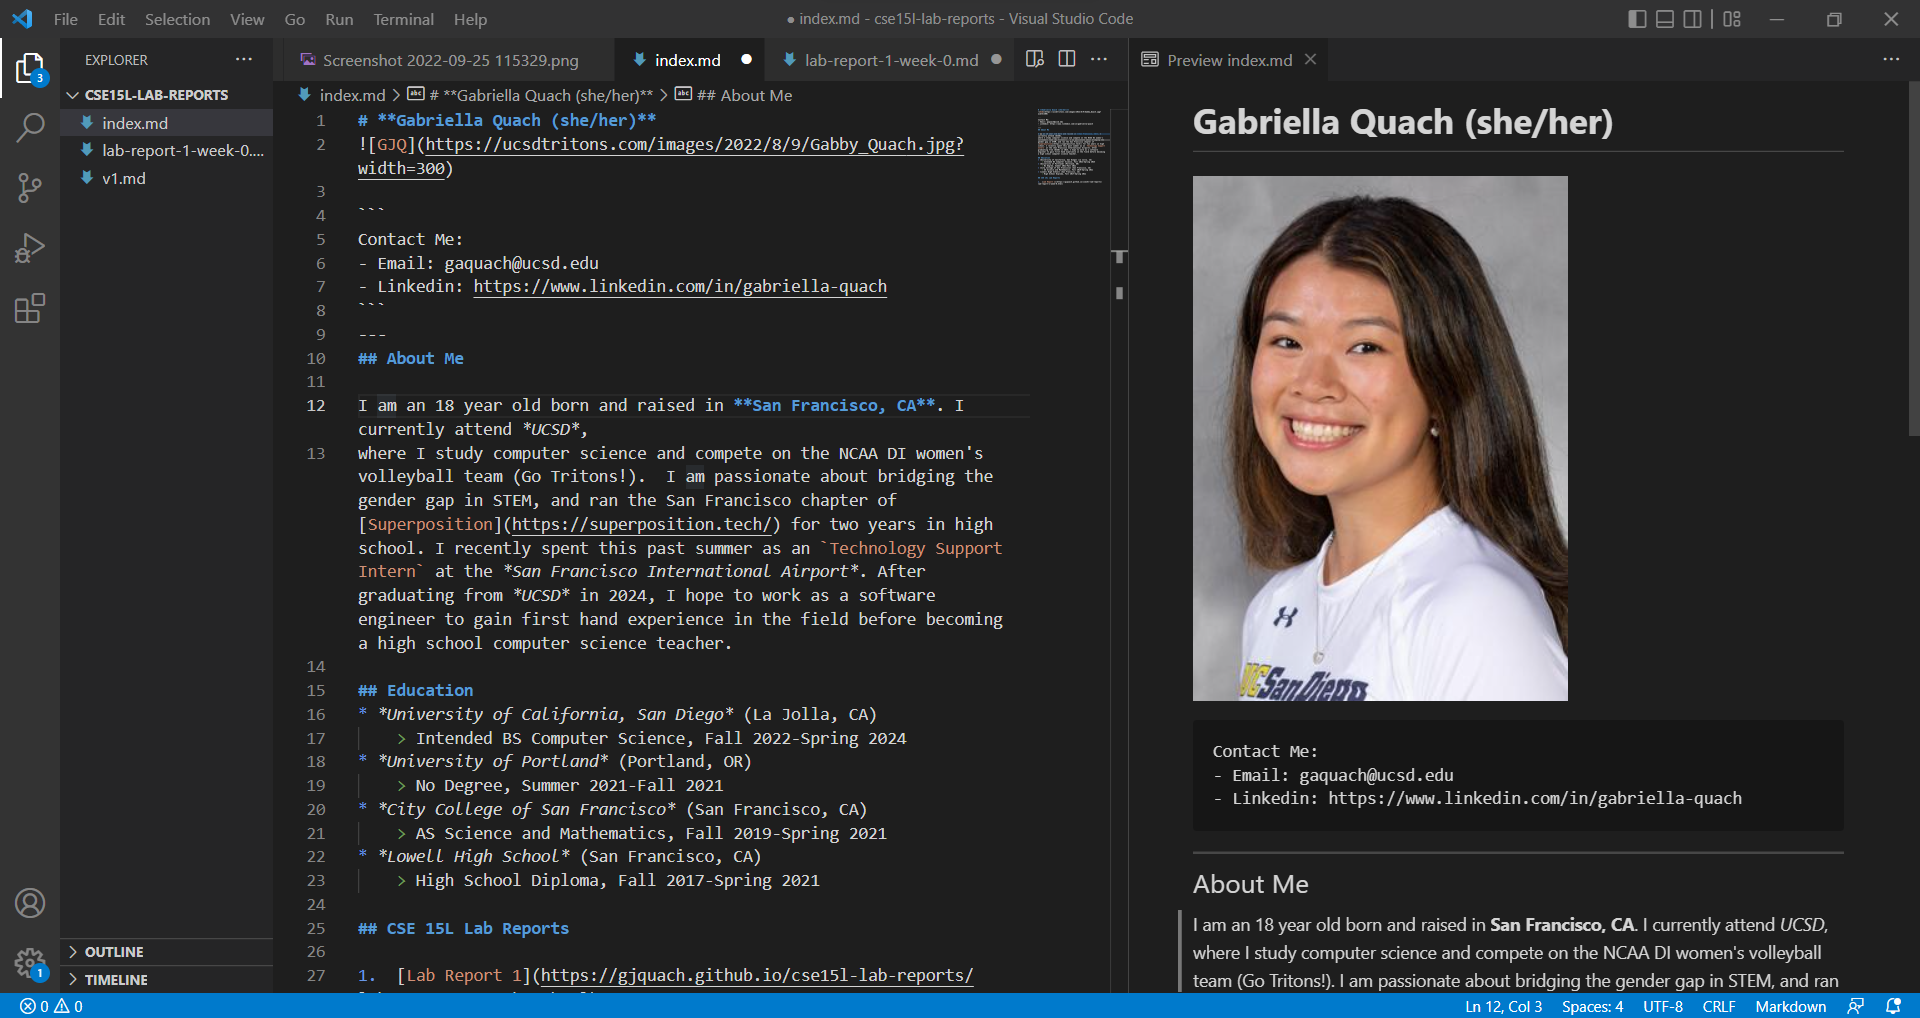 File Edit Selection View Go Run Terminal Help
● index.md - cse15l-lab-reports - Visual Studio Code
EXPLORER
CSE15L-LAB-REPORTS
index.md
lab-report-1-week-0....
v1.md
OUTLINE
TIMELINE
3
1
Screenshot 2022-09-25 115329.png
index.md
lab-report-1-week-0.md
index.md > # **Gabriella Quach (she/her)** > ## About Me
1 # **Gabriella Quach (she/her)**
2 ![GJQ](https://ucsdtritons.com/images/2022/8/9/Gabby_Quach.jpg?
width=300)
3
4 ```
5 Contact Me:
6 - Email: gaquach@ucsd.edu
7 - Linkedin: https://www.linkedin.com/in/gabriella-quach
8 ```
9 ---
10 ## About Me
11
12 I am an 18 year old born and raised in **San Francisco, CA**. I
currently attend *UCSD*,
13 where I study computer science and compete on the NCAA DI women's
volleyball team (Go Tritons!).  I am passionate about bridging the
gender gap in STEM, and ran the San Francisco chapter of
[Superposition](https://superposition.tech/) for two years in high
school. I recently spent this past summer as an `Technology Support
Intern` at the *San Francisco International Airport*. After
graduating from *UCSD* in 2024, I hope to work as a software
engineer to gain first hand experience in the field before becoming
a high school computer science teacher.
14
15 ## Education
16 * *University of California, San Diego* (La Jolla, CA)
17 > Intended BS Computer Science, Fall 2022-Spring 2024
18 * *University of Portland* (Portland, OR)
19 > No Degree, Summer 2021-Fall 2021
20 * *City College of San Francisco* (San Francisco, CA)
21 > AS Science and Mathematics, Fall 2019-Spring 2021
22 * *Lowell High School* (San Francisco, CA)
23 > High School Diploma, Fall 2017-Spring 2021
24
25 ## CSE 15L Lab Reports
26
27 1.  [Lab Report 1](https://gjquach.github.io/cse15l-lab-reports/
Preview index.md
Gabriella Quach (she/her)
UC San Diego
Contact Me:
- Email: gaquach@ucsd.edu
- Linkedin: https://www.linkedin.com/in/gabriella-quach
About Me
I am an 18 year old born and raised in San Francisco, CA. I currently attend UCSD,
where I study computer science and compete on the NCAA DI women's volleyball
team (Go Tritons!). I am passionate about bridging the gender gap in STEM, and ran
0 0
Ln 12, Col 3 Spaces: 4 UTF-8 CRLF Markdown